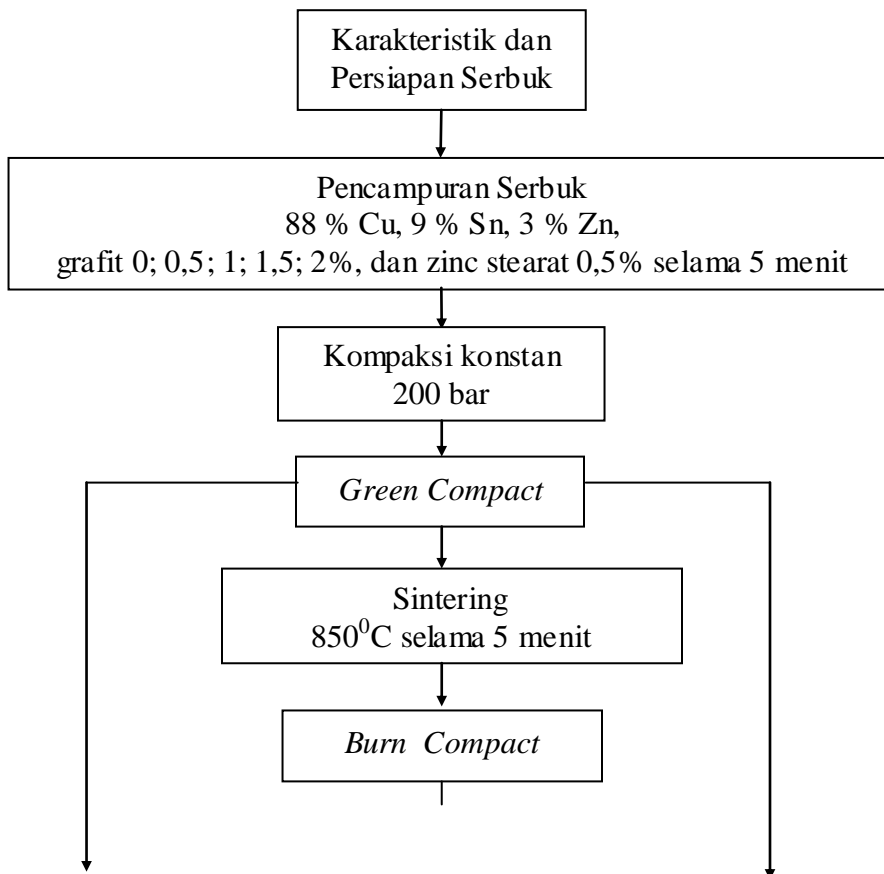 Karakteristik dan
Persiapan Serbuk
Pencampuran Serbuk
88 % Cu, 9 % Sn, 3 % Zn,
grafit 0; 0,5; 1; 1,5; 2%, dan zinc stearat 0,5% selama 5 menit
Kompaksi konstan
200 bar
Green Compact
Sintering
850⁰C selama 5 menit
Burn Compact